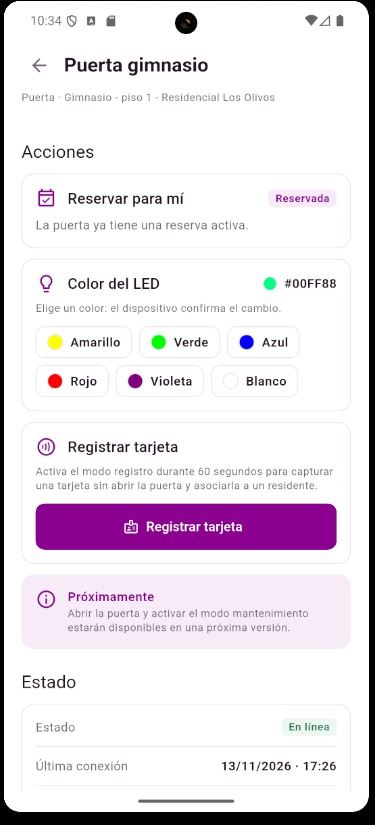 10:34
Puerta gimnasio
Puerta · Gimnasio - piso 1 - Residencial Los Olivos
Acciones
Reservar para mí
Reservada
La puerta ya tiene una reserva activa.
Color del LED
#00FF88
Elige un color: el dispositivo confirma el cambio.
Amarillo
Verde
Azul
Rojo
Violeta
Blanco
Registrar tarjeta
Activa el modo registro durante 60 segundos para capturar
una tarjeta sin abrir la puerta y asociarla a un residente.
Registrar tarjeta
Próximamente
Abrir la puerta y activar el modo mantenimiento
estarán disponibles en una próxima versión.
Estado
Estado
En línea
Última conexión
13/11/2026 · 17:26